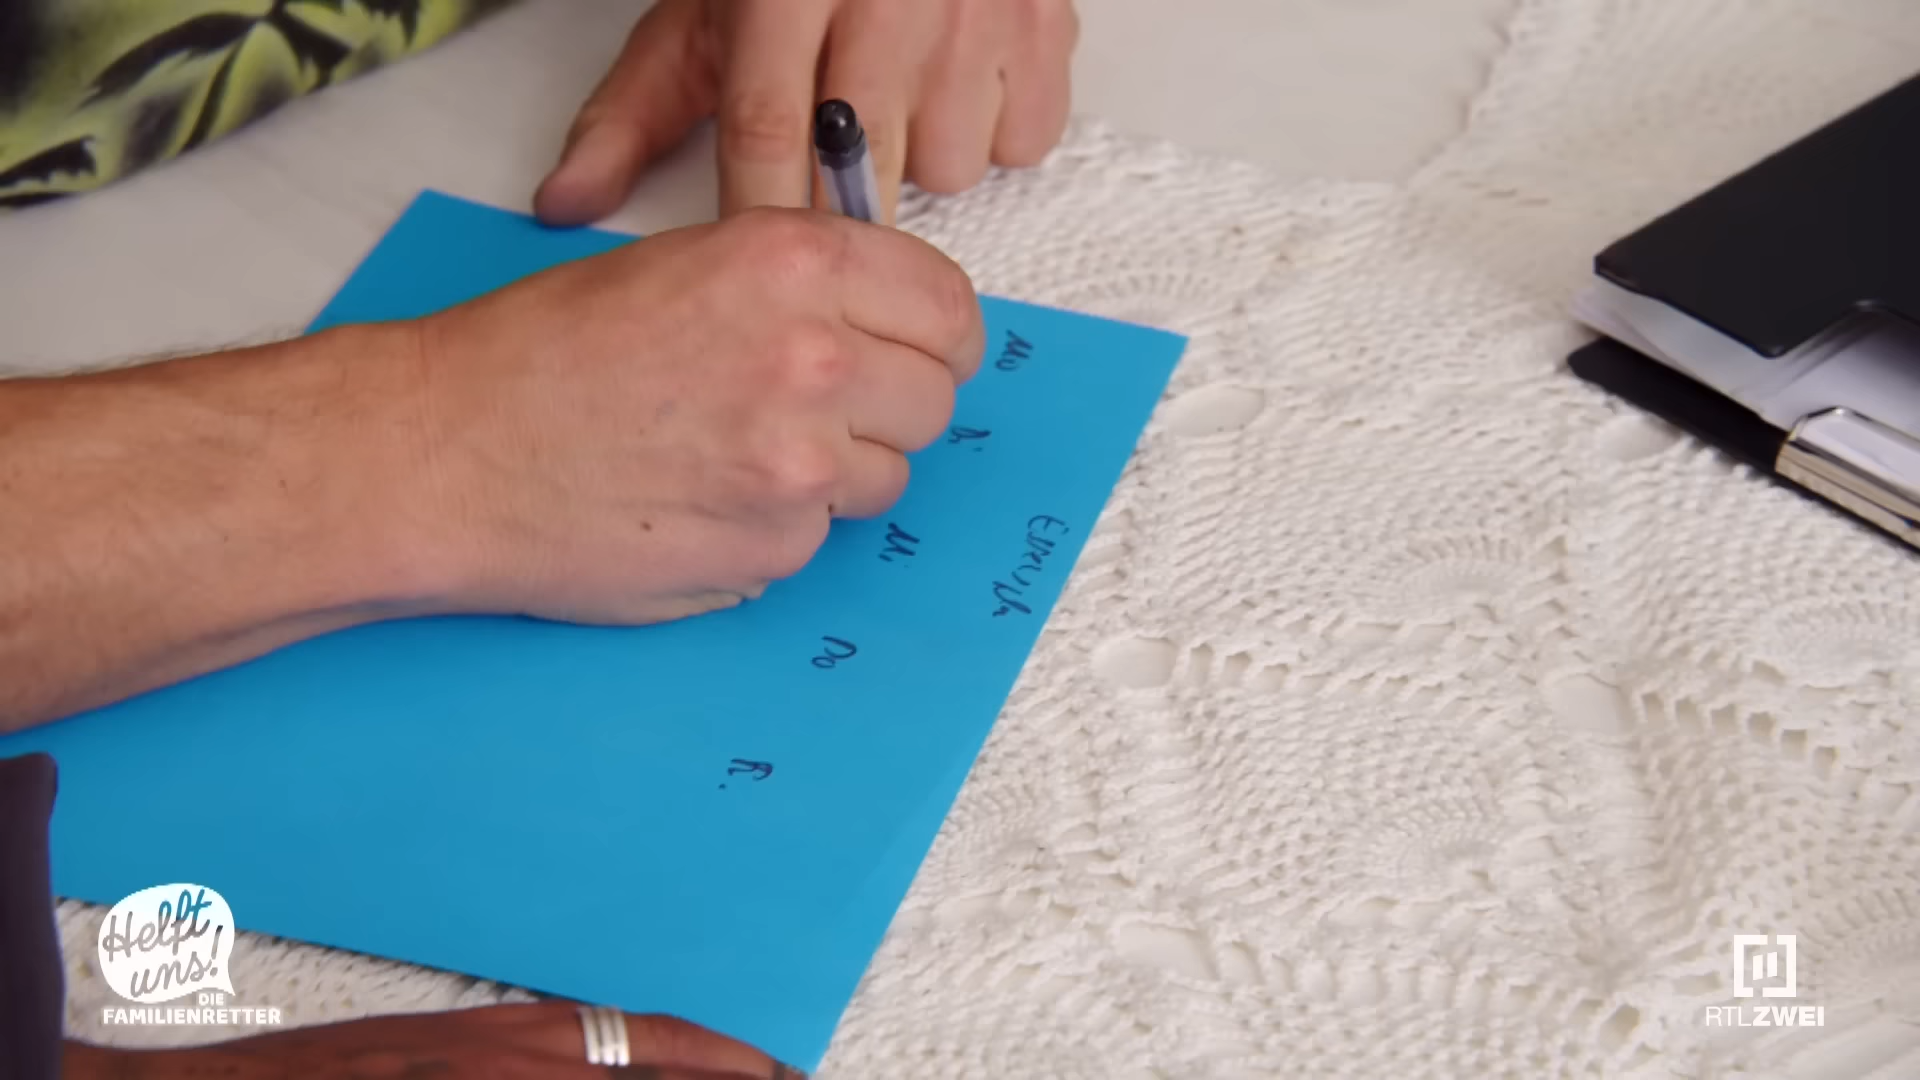 Mo
Di
Mi
Do
Fr.
Helft
uns!
DIE
FAMILIENRETTER
RTLZWEI